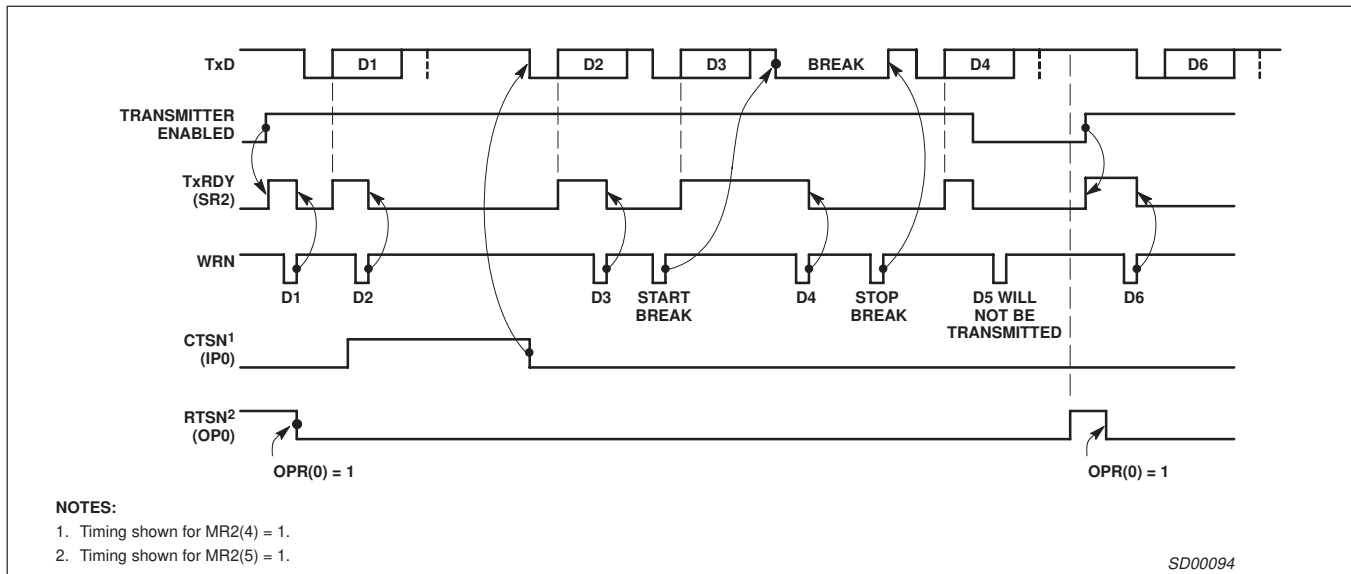 TxD
D1
D2
D3
BREAK
D4
D6
TRANSMITTER
ENABLED
TxRDY
(SR2)
WRN
D1
D2
D3
START
BREAK
D4
STOP
BREAK
D5 WILL
NOT BE
TRANSMITTED
D6
CTSN1
(IP0)
RTSN2
(OP0)
OPR(0) = 1
OPR(0) = 1
NOTES:
1. Timing shown for MR2(4) = 1.
2. Timing shown for MR2(5) = 1.
SD00094